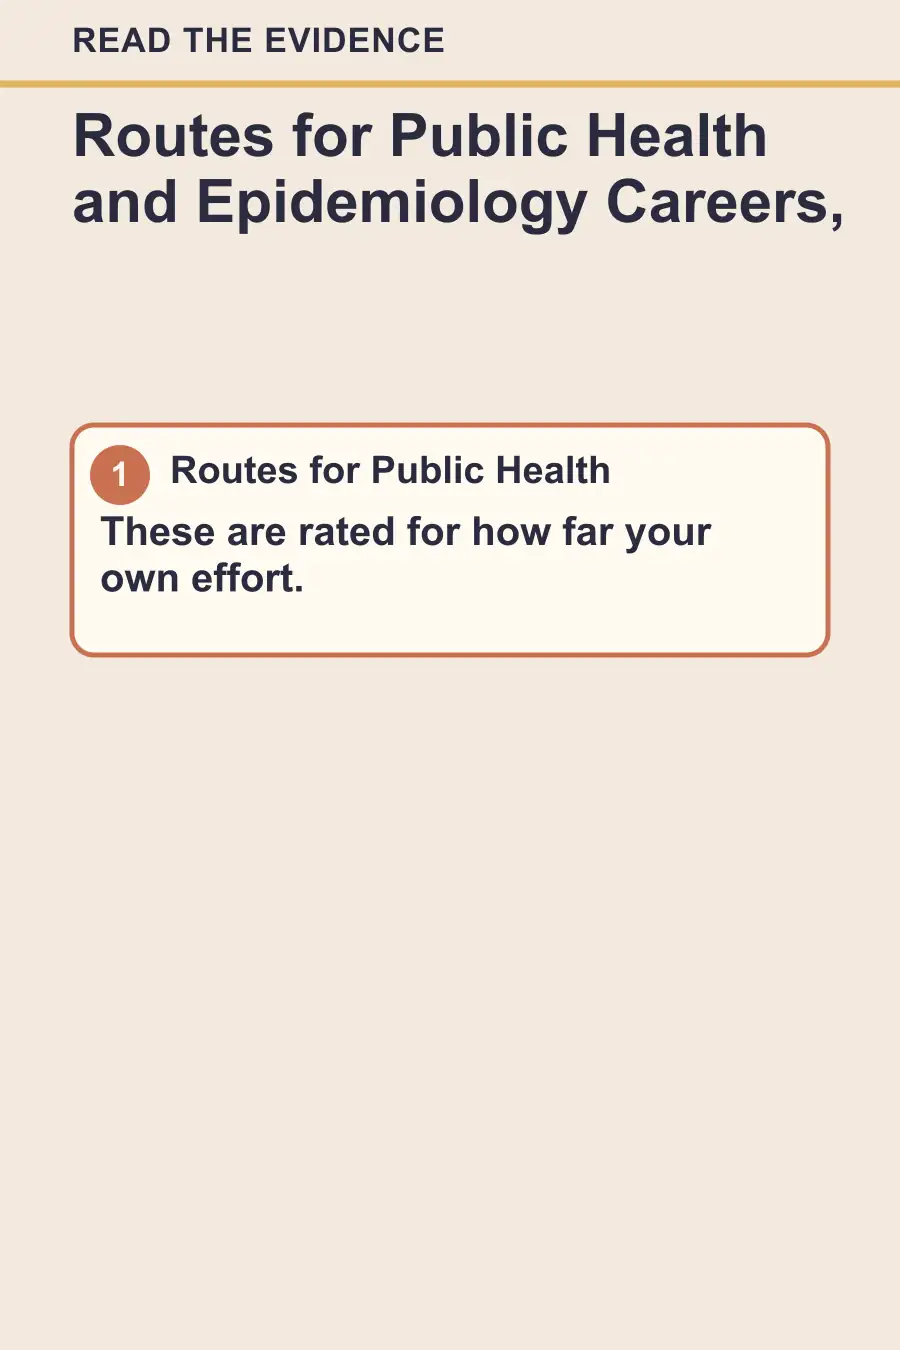 READ THE EVIDENCE
Routes for Public Health
and Epidemiology Careers,
1 Routes for Public Health
These are rated for how far your
own effort.